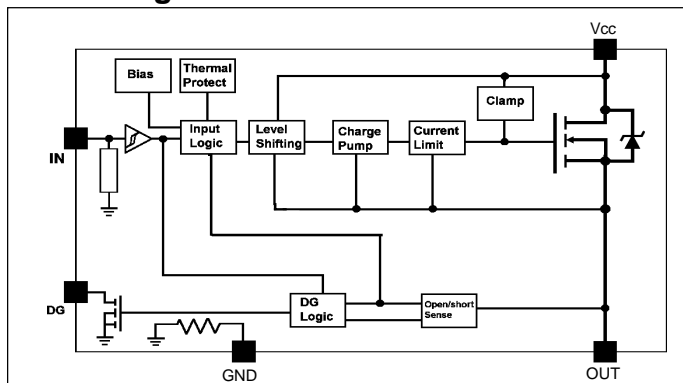 Vcc
Bias
Thermal
Protect
Clamp
IN
Input
Logic
Level
Shifting
Charge
Pump
Current
Limit
DG
DG
Logic
Open/short
Sense
GND
OUT